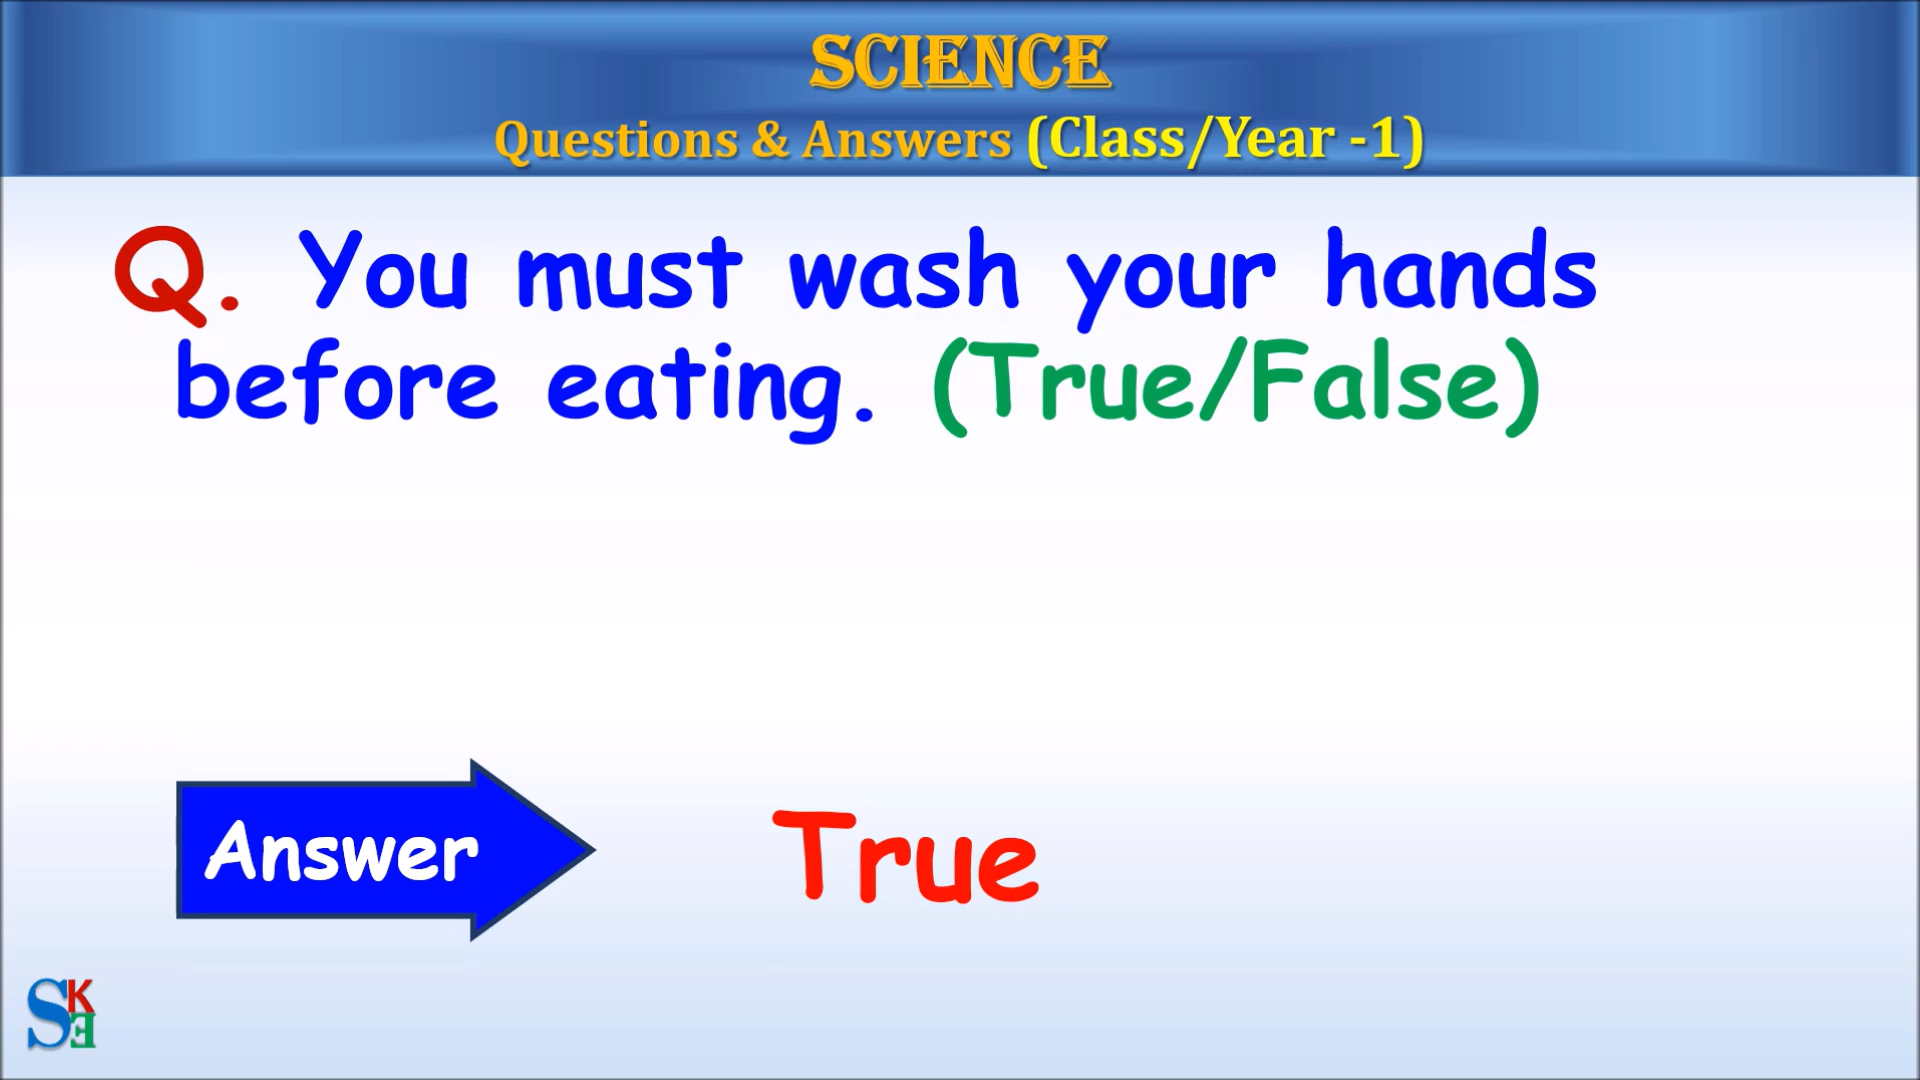 SCIENCE
Questions & Answers (Class/Year -1)
Q. You must wash your hands
before eating. (True/False)
Answer
True
SKE